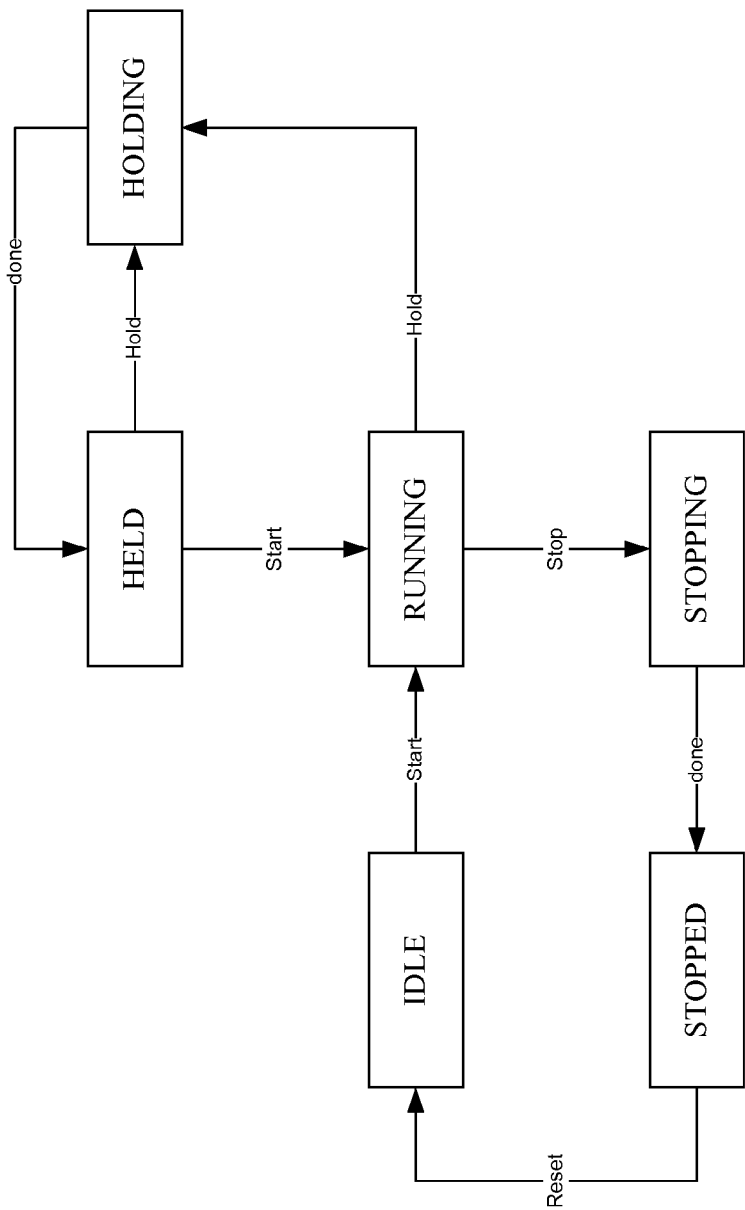 HOLDING
done
Hold
Hold
HELD
Start
RUNNING
Stop
STOPPING
Start
done
IDLE
STOPPED
Reset